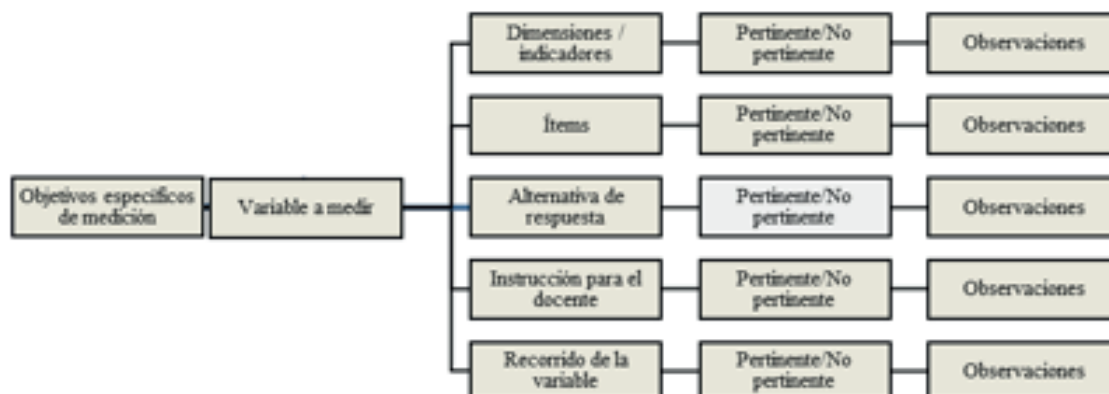 Objetivos específicos
de medición
Variable a medir
Dimensiones /
indicadores
Pertinente/No
pertinente
Observaciones
Ítems
Pertinente/No
pertinente
Observaciones
Alternativa de
respuesta
Pertinente/No
pertinente
Observaciones
Instrucción para el
docente
Pertinente/No
pertinente
Observaciones
Recorrido de la
variable
Pertinente/No
pertinente
Observaciones